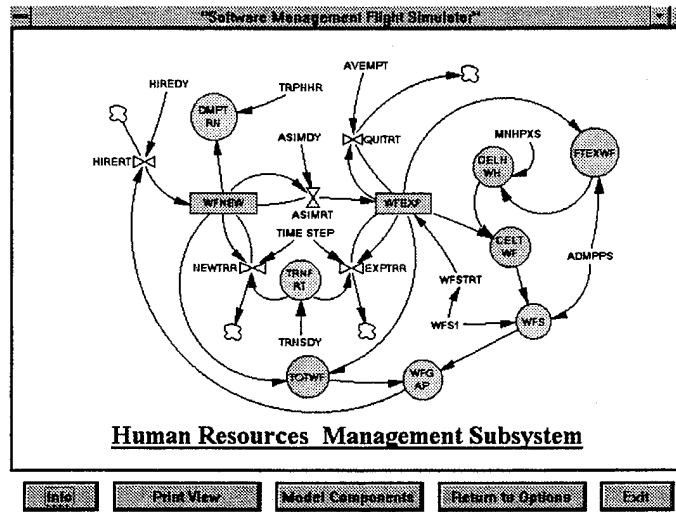 "Software Management Flight Simulator"
AVEMPT
HIREDY
TRPNHR
DMPT
RN
ASIMDY
QUITRT
MNHPXS
HIRERT
CELH
WH
FTEXWF
WFNEW
WFEXP
ASIMRT
TIME STEP
CELT
WF
ADMPPS
NEWTRR
TRNF
RT
EXPTRR
WFSTRT
WFS1
WFS
TRNSDY
TOTWF
WFG
AP
Human Resources Management Subsystem
Info
Print View
Model Components
Return to Options
Exit